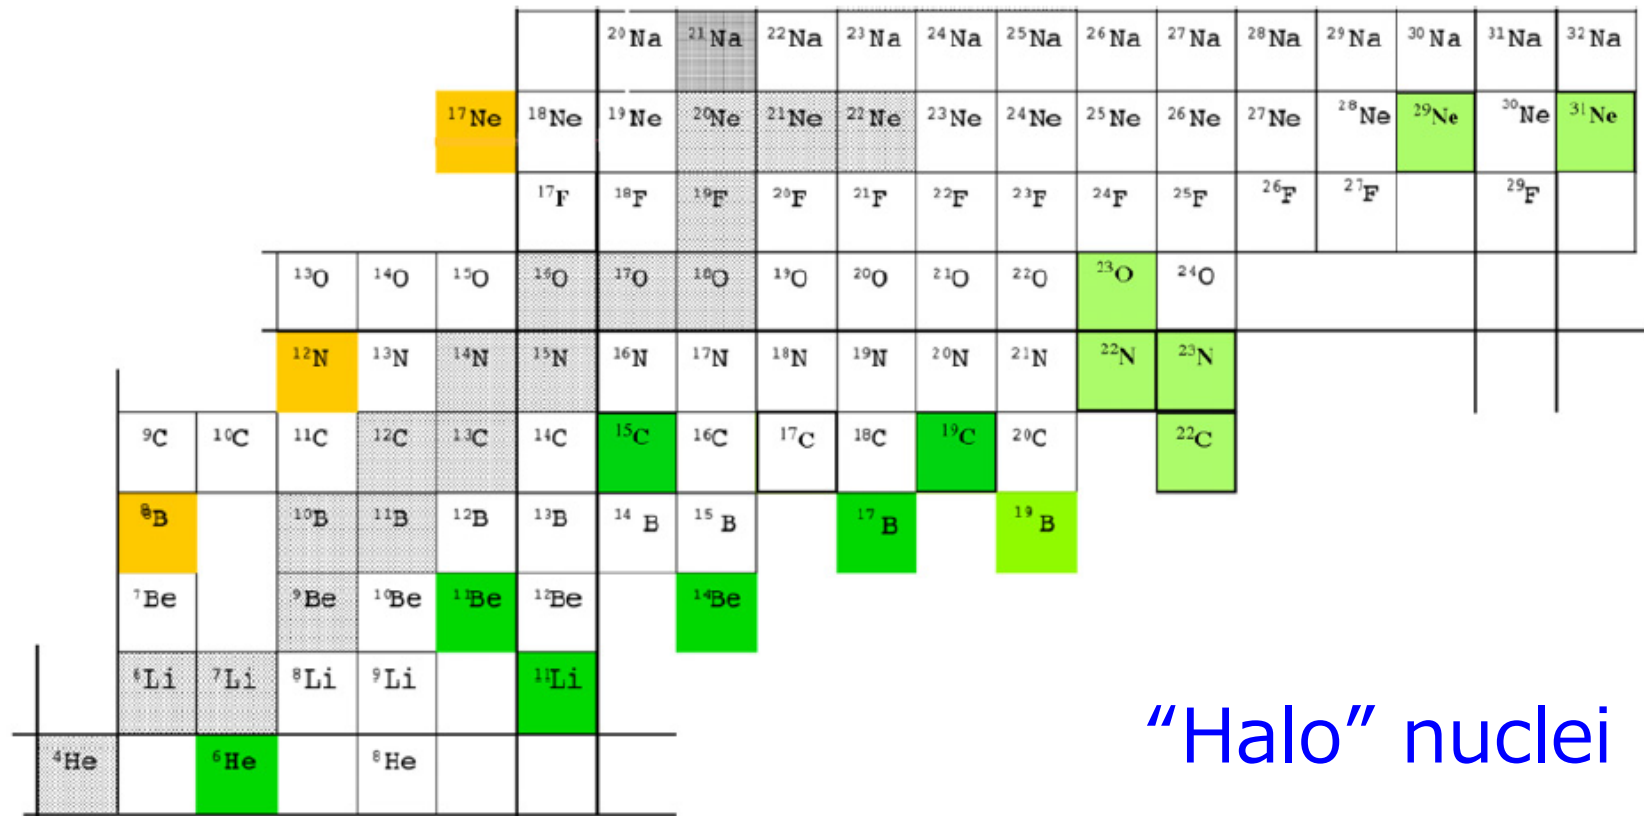 20Na 21Na 22Na 23Na 24Na 25Na 26Na 27Na 28Na 29Na 30Na 31Na 32Na
17Ne 18Ne 19Ne 20Ne 21Ne 22Ne 23Ne 24Ne 25Ne 26Ne 27Ne 28Ne 29Ne 30Ne 31Ne
17F 18F 19F 20F 21F 22F 23F 24F 25F 26F 27F 29F
13O 14O 15O 16O 17O 18O 19O 20O 21O 22O 23O 24O
12N 13N 14N 15N 16N 17N 18N 19N 20N 21N 22N 23N
9C 10C 11C 12C 13C 14C 15C 16C 17C 18C 19C 20C 22C
8B 10B 11B 12B 13B 14 B 15 B 17 B 19 B
7Be 9Be 10Be 11Be 12Be 14Be
6Li 7Li 8Li 9Li 11Li
4He 6He 8He
“Halo” nuclei